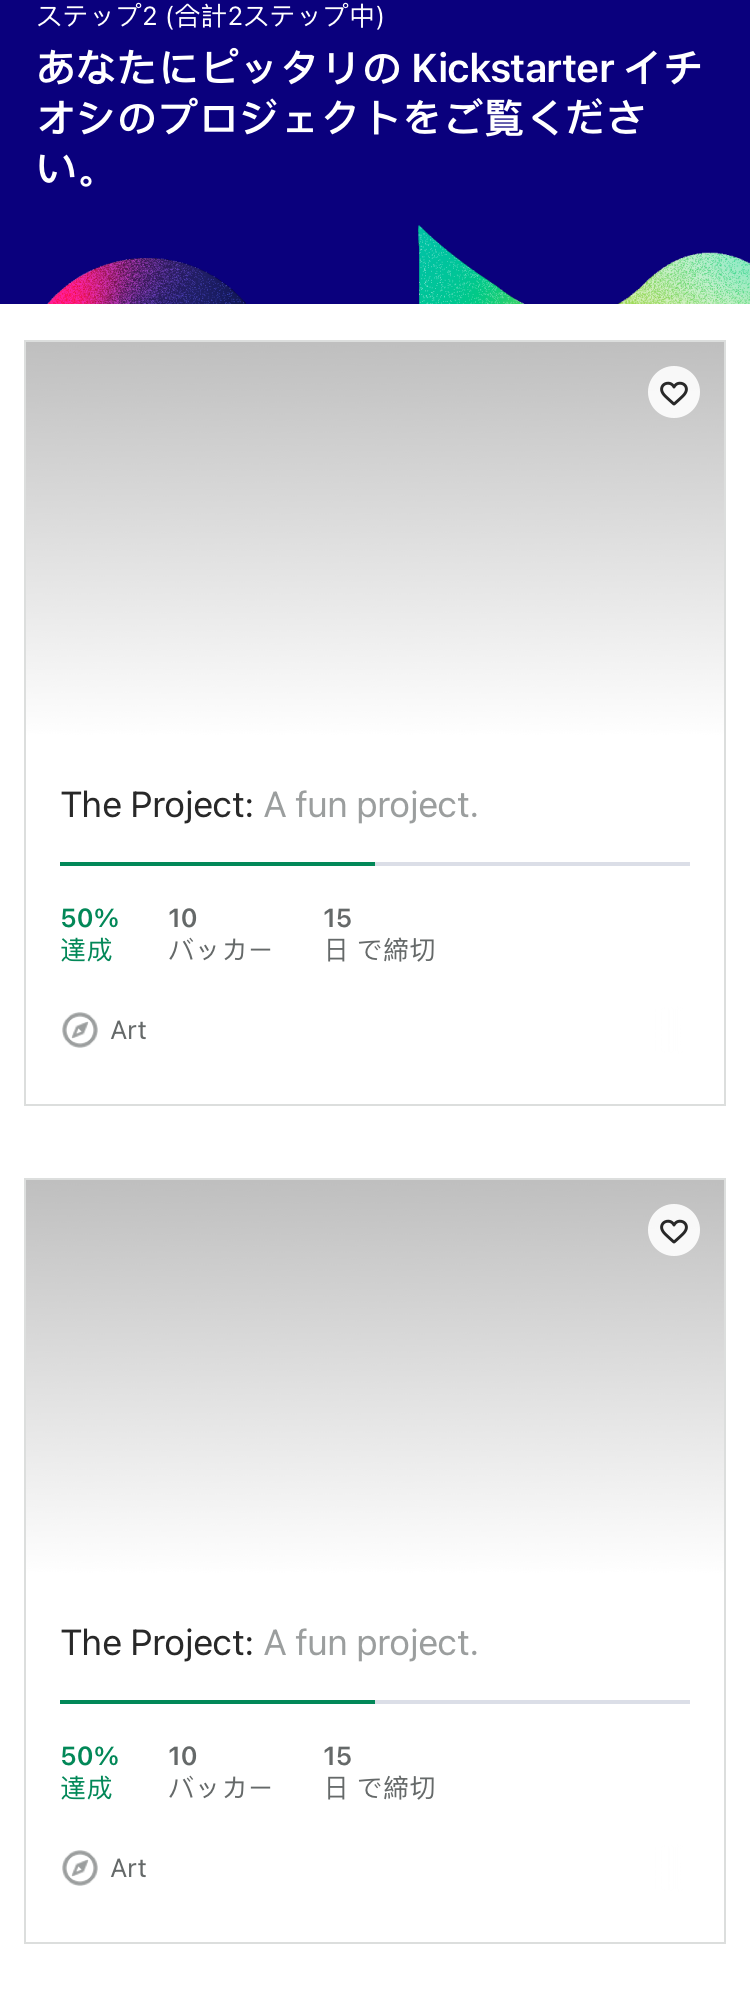 ステップ2 (合計2ステップ中)
あなたにピッタリの Kickstarter イチ
オシのプロジェクトをご覧くださ
い。
The Project: A fun project.
50% 10 15
達成 バッカー 日 で締切
Art
The Project: A fun project.
50% 10 15
達成 バッカー 日 で締切
Art